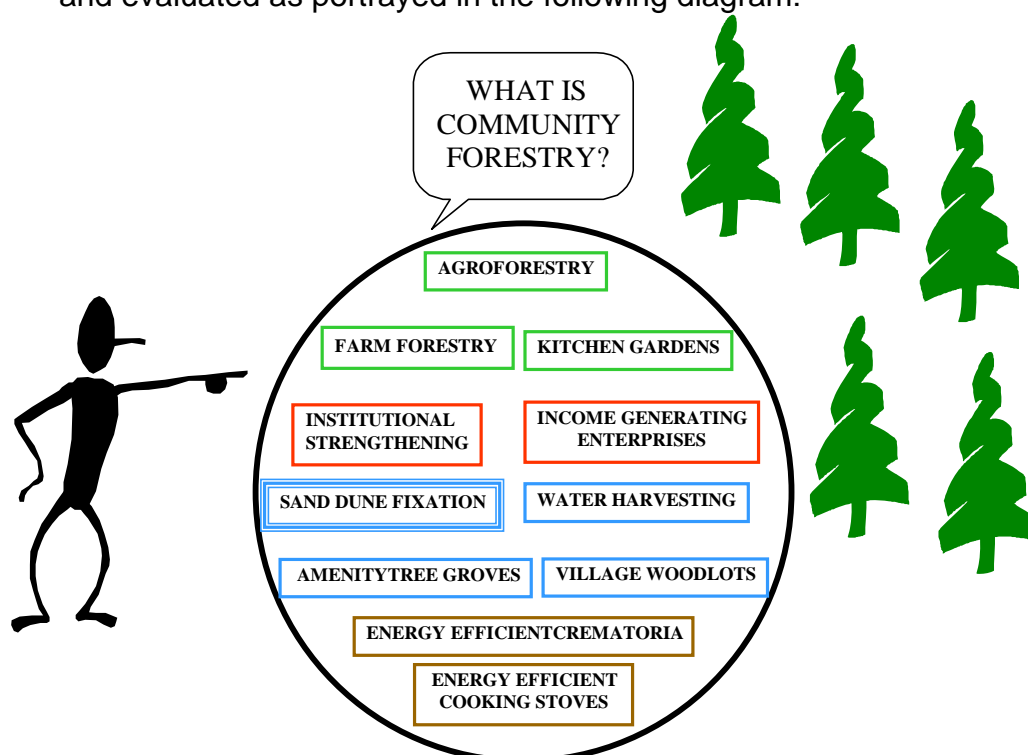 and evaluated as portrayed in the following diagram:
WHAT IS
COMMUNITY
FORESTRY?
AGROFORESTRY
FARM FORESTRY
KITCHEN GARDENS
INSTITUTIONAL
STRENGTHENING
INCOME GENERATING
ENTERPRISES
SAND DUNE FIXATION
WATER HARVESTING
AMENITYTREE GROVES
VILLAGE WOODLOTS
ENERGY EFFICIENTCREMATORIA
ENERGY EFFICIENT
COOKING STOVES